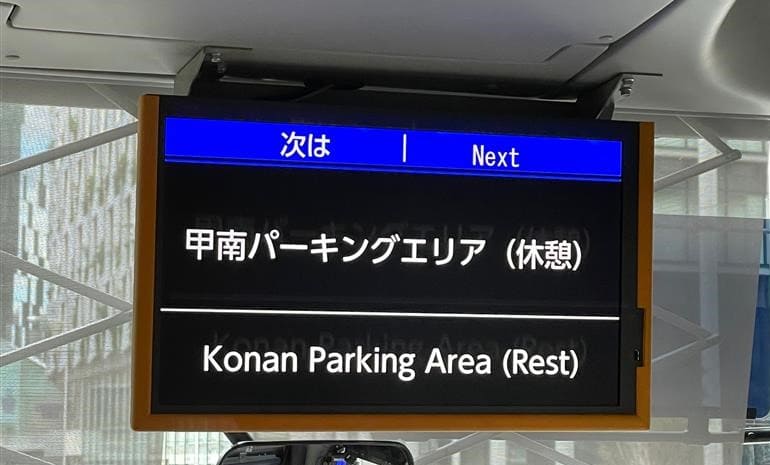 次は | Next
甲南パーキングエリア (休憩)
Konan Parking Area (Rest)